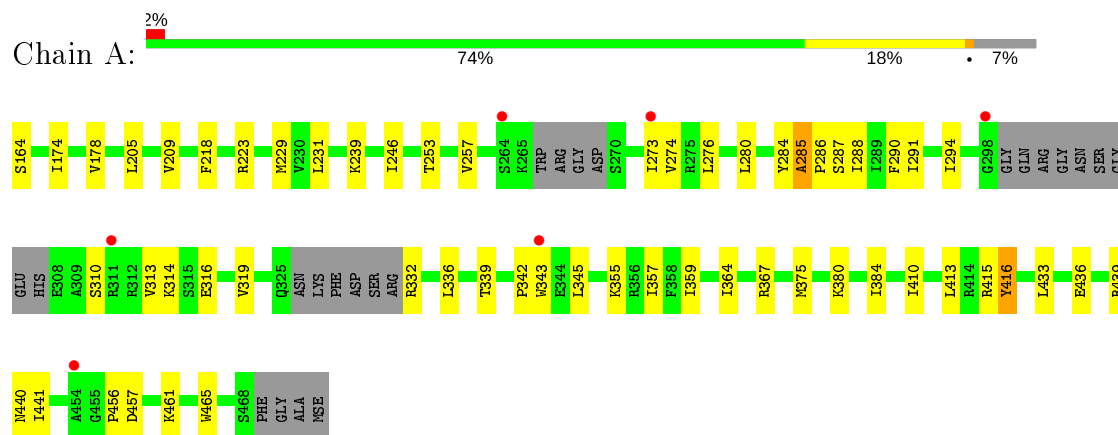 2%
Chain A:
74% 18% • 7%
S164 I174 V178 L205 V209 F218 R223 M229 V230 L231 K239 I246 T253 V257 S264 K265 TRP ARG GLY ASP S270 I273 V274 R275 L276 L280 Y284 A285 P286 S287 I288 I289 F290 I291 I294 G298 GLY GLN ARG GLY ASN SER GLY
GLU HIS E308 A309 S310 R311 R312 V313 K314 S315 E316 V319 Q325 ASN LYS PHE ASP SER ARG R332 L336 T339 P342 W343 E344 L345 K355 R356 I357 F358 I359 I364 R367 M375 K380 I384 I410 L413 R414 R415 Y416 L433 E436
N440 I441 A454 G455 P456 D457 K461 W465 S468 PHE GLY ALA MSE